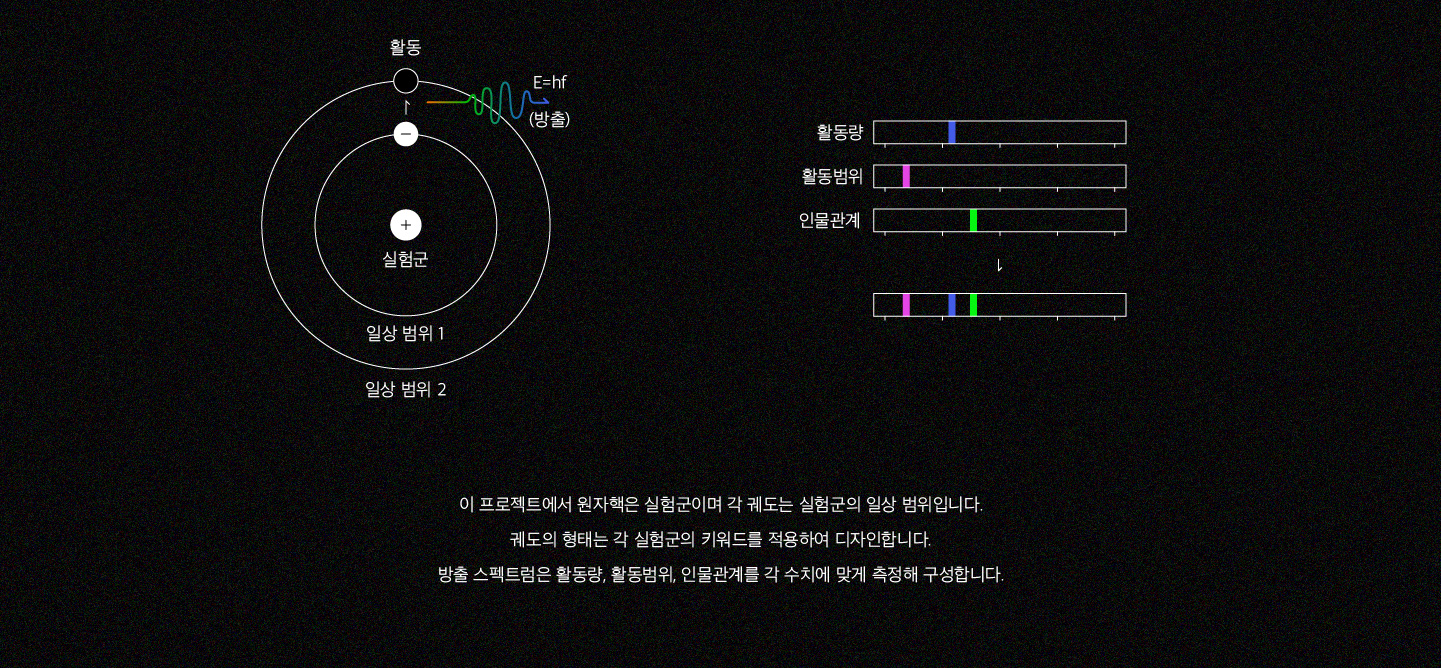 활동
E=hf
(방출)
−
+
실험군
일상 범위 1
일상 범위 2
활동량
활동범위
인물관계
이 프로젝트에서 원자핵은 실험군이며 각 궤도는 실험군의 일상 범위입니다.
궤도의 형태는 각 실험군의 키워드를 적용하여 디자인합니다.
방출 스펙트럼은 활동량, 활동범위, 인물관계를 각 수치에 맞게 측정해 구성합니다.